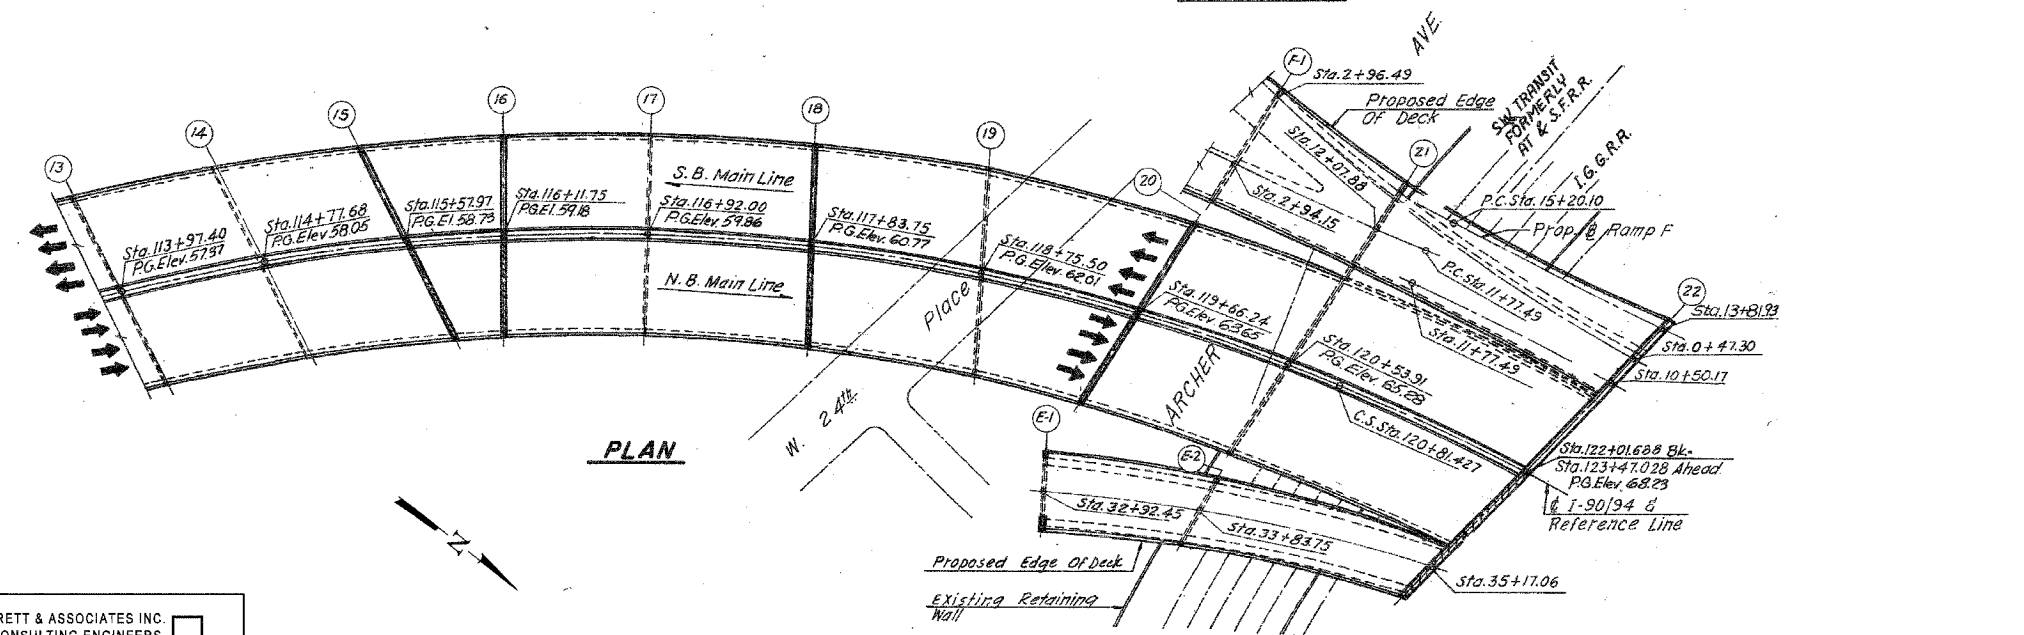 AVE.
F-1
Sta.2+96.49
Proposed Edge
Of Deck
S.W. TRANSIT
FORMERLY
AT & S.F.R.R.
I.G.G.R.R.
13
14
15
16
17
18
19
20
21
22
S.B. Main Line
N.B. Main Line
Sta.113+97.40
P.G.Elev.57.37
Sta.114+77.68
P.G.Elev.58.05
Sta.115+57.97
P.G.El.58.73
Sta.116+11.75
P.G.El.59.18
Sta.116+92.00
P.G.Elev.59.86
Sta.117+83.75
P.G.Elev.60.77
Sta.118+75.50
P.G.Elev.62.01
Sta.119+66.24
P.G.Elev 63.65
Sta.120+53.91
P.G.Elev.65.28
C.S.Sta.120+81.427
Sta.12+07.88
Sta.2+94.15
P.C.Sta.15+20.10
Prop. ℄ Ramp F
P.C.Sta.11+77.49
Sta.11+77.49
Sta.13+81.93
Sta.0+47.30
Sta.10+50.17
Sta.122+01.688 Bk.
Sta.123+47.028 Ahead
P.G.Elev. 68.23
℄ I-90/94 &
Reference Line
W. 24th Place
ARCHER
E-1
E-2
Sta.32+92.45
Sta.33+83.75
Sta.35+17.06
Proposed Edge Of Deck
Existing Retaining
Wall
PLAN
N
RETT & ASSOCIATES INC.
CONSULTING ENGINEERS